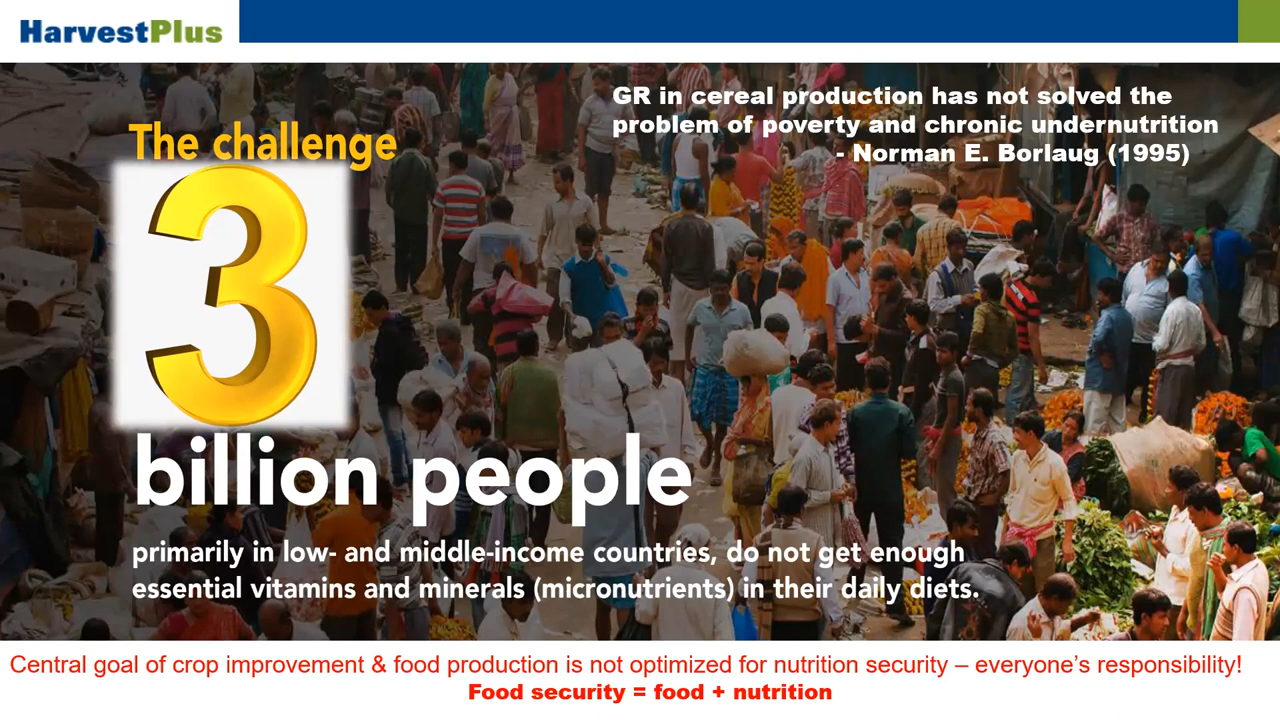 HarvestPlus
GR in cereal production has not solved the
problem of poverty and chronic undernutrition
- Norman E. Borlaug (1995)
The challenge
3
billion people
primarily in low- and middle-income countries, do not get enough
essential vitamins and minerals (micronutrients) in their daily diets.
Central goal of crop improvement & food production is not optimized for nutrition security – everyone’s responsibility!
Food security = food + nutrition